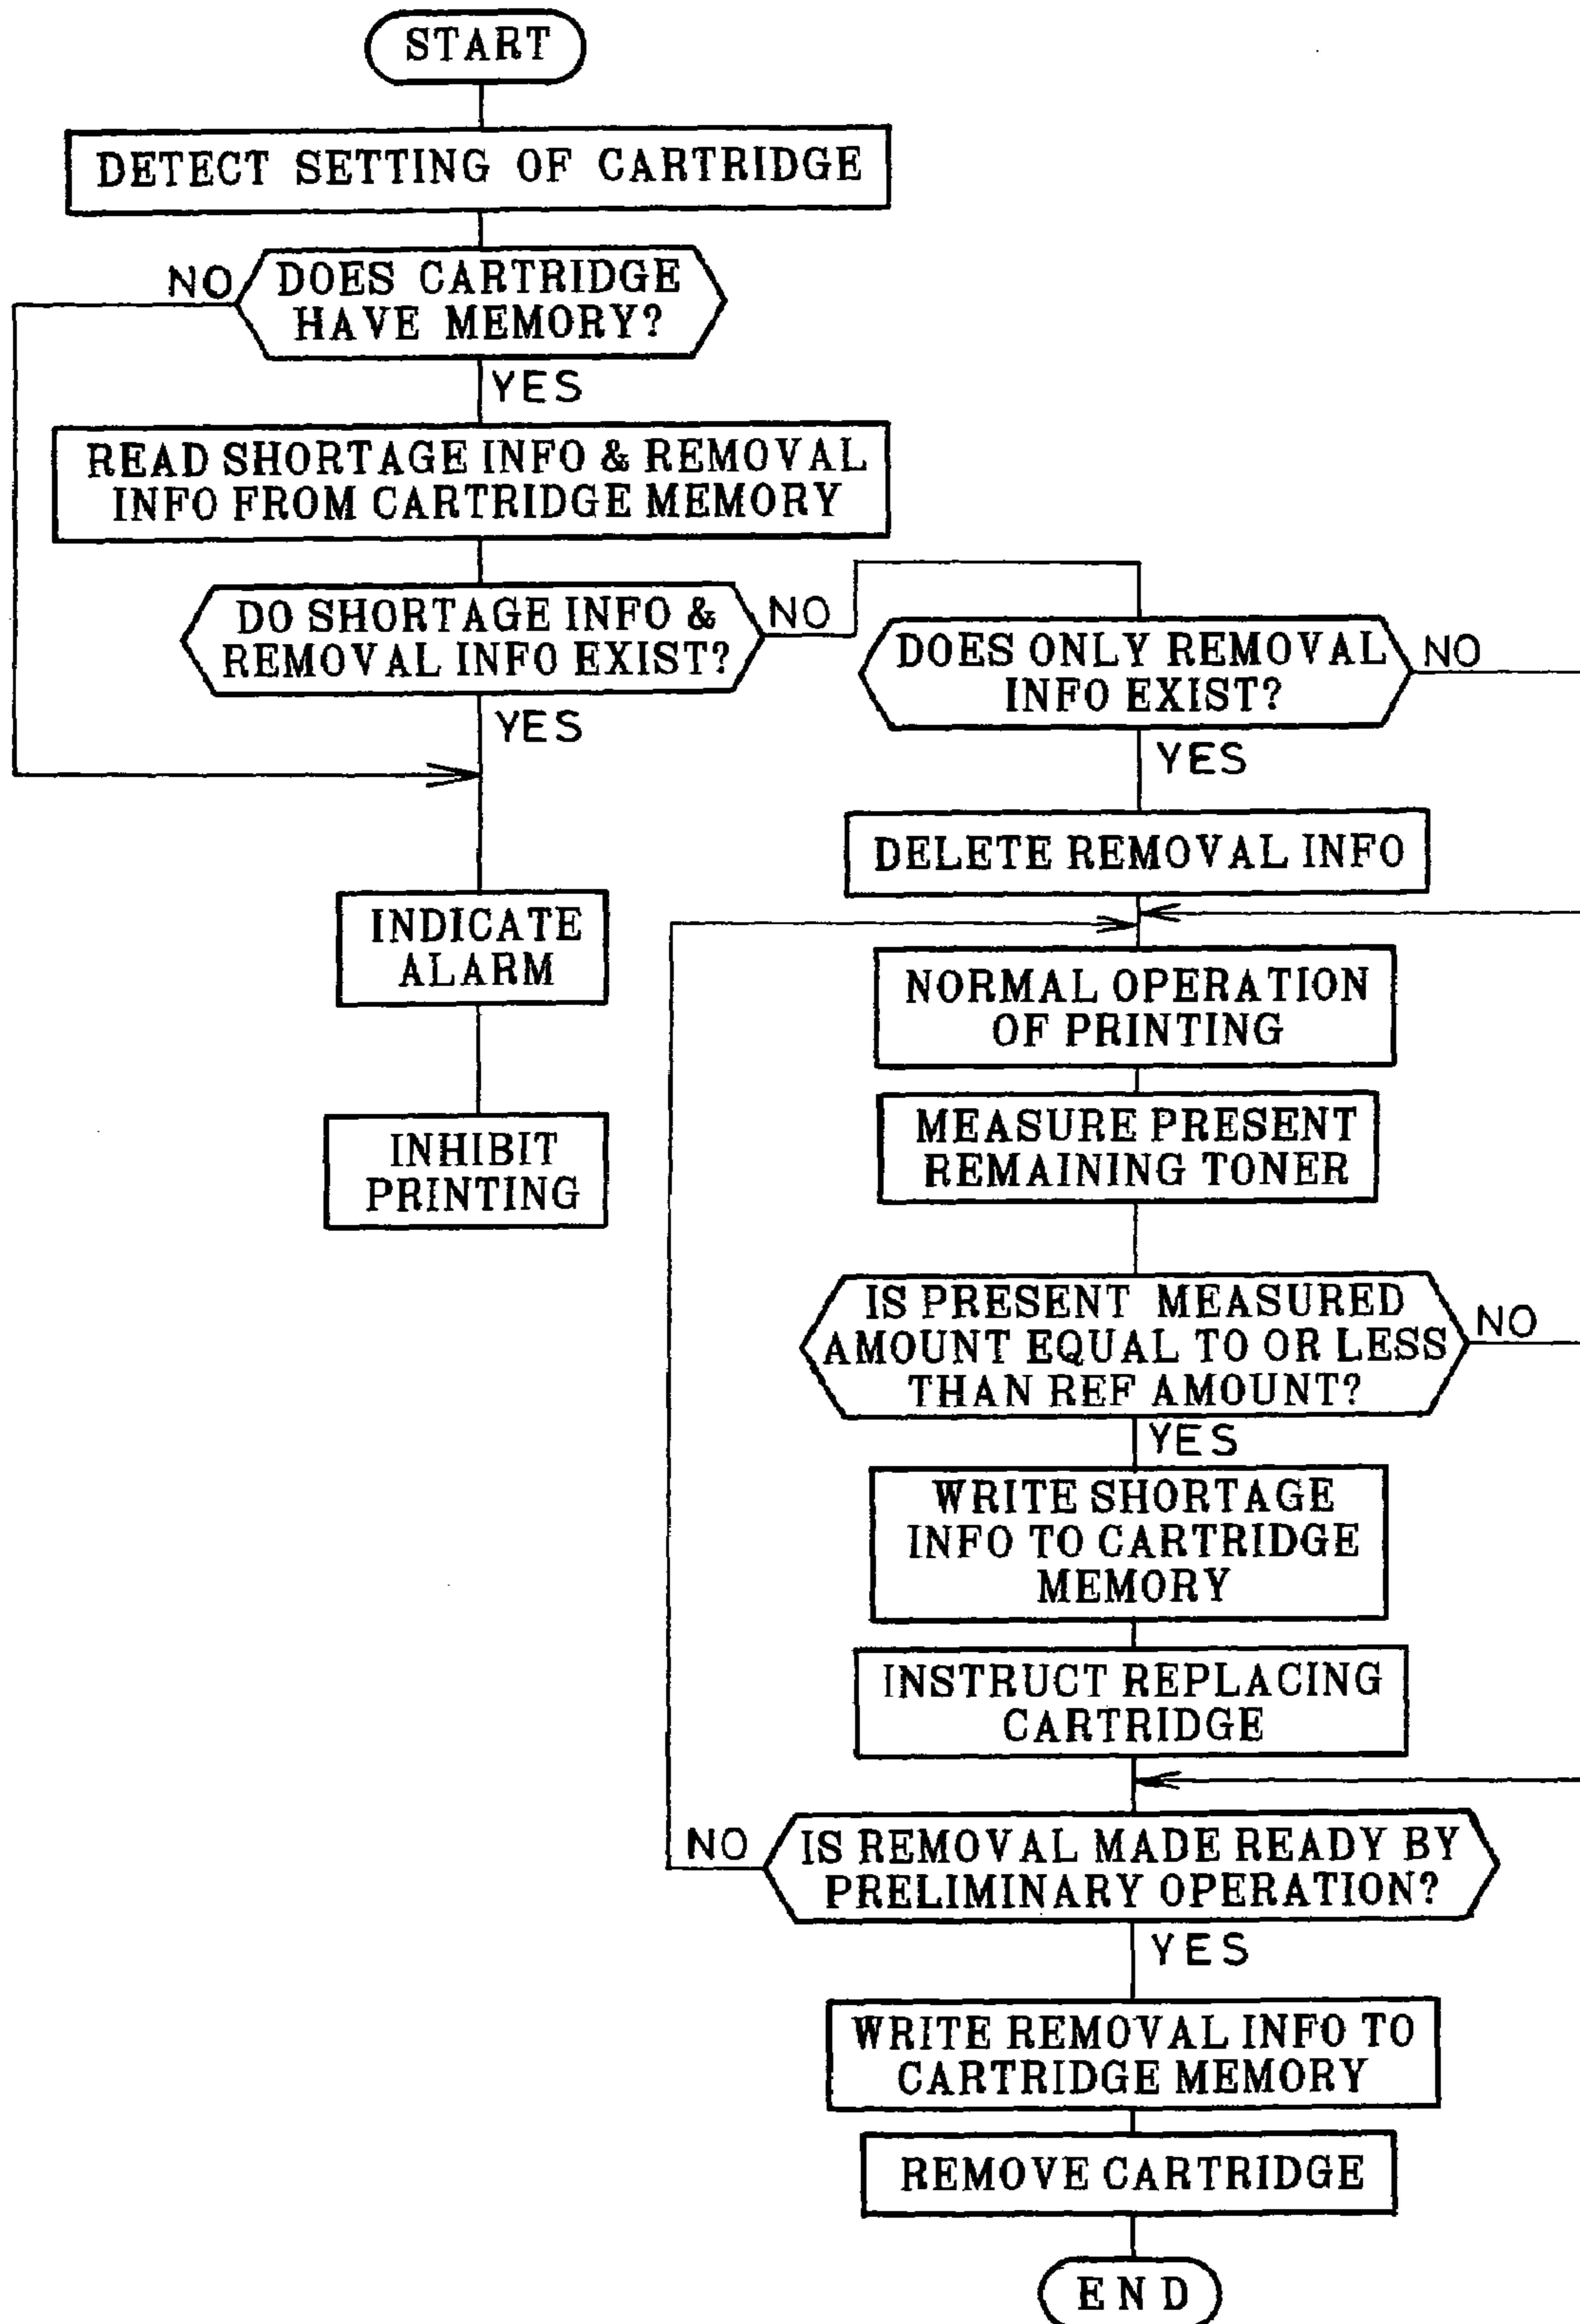 START
DETECT SETTING OF CARTRIDGE
NO
DOES CARTRIDGE
HAVE MEMORY?
YES
READ SHORTAGE INFO & REMOVAL
INFO FROM CARTRIDGE MEMORY
DO SHORTAGE INFO &
REMOVAL INFO EXIST?
NO
YES
INDICATE
ALARM
INHIBIT
PRINTING
DOES ONLY REMOVAL
INFO EXIST?
NO
YES
DELETE REMOVAL INFO
NORMAL OPERATION
OF PRINTING
MEASURE PRESENT
REMAINING TONER
IS PRESENT MEASURED
AMOUNT EQUAL TO OR LESS
THAN REF AMOUNT?
NO
YES
WRITE SHORTAGE
INFO TO CARTRIDGE
MEMORY
INSTRUCT REPLACING
CARTRIDGE
NO
IS REMOVAL MADE READY BY
PRELIMINARY OPERATION?
YES
WRITE REMOVAL INFO TO
CARTRIDGE MEMORY
REMOVE CARTRIDGE
END